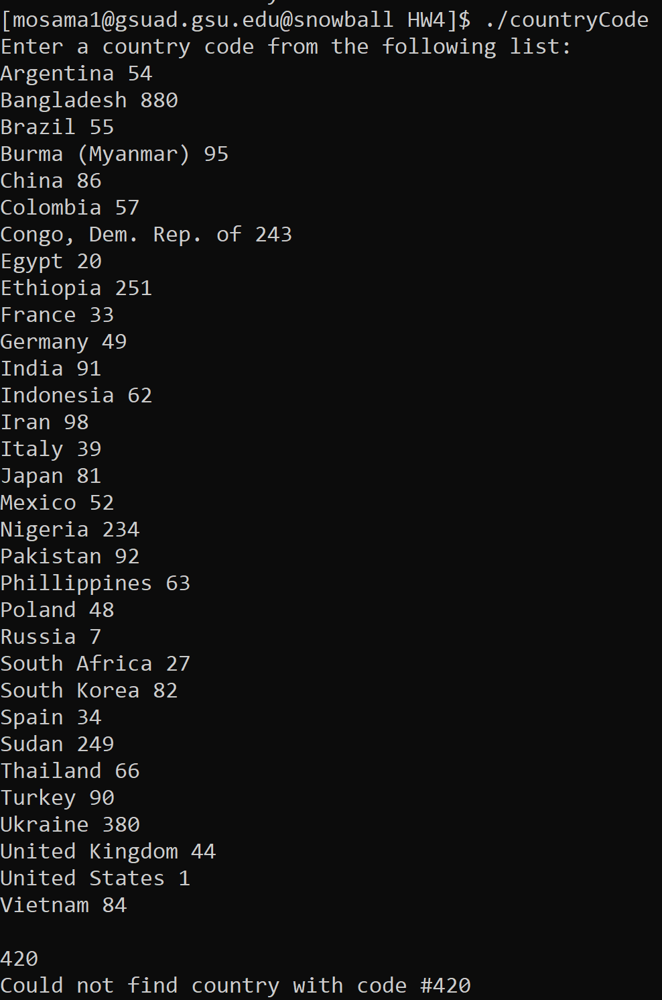 [mosama1@gsuad.gsu.edu@snowball HW4]$ ./countryCode
Enter a country code from the following list:
Argentina 54
Bangladesh 880
Brazil 55
Burma (Myanmar) 95
China 86
Colombia 57
Congo, Dem. Rep. of 243
Egypt 20
Ethiopia 251
France 33
Germany 49
India 91
Indonesia 62
Iran 98
Italy 39
Japan 81
Mexico 52
Nigeria 234
Pakistan 92
Phillippines 63
Poland 48
Russia 7
South Africa 27
South Korea 82
Spain 34
Sudan 249
Thailand 66
Turkey 90
Ukraine 380
United Kingdom 44
United States 1
Vietnam 84
420
Could not find country with code #420